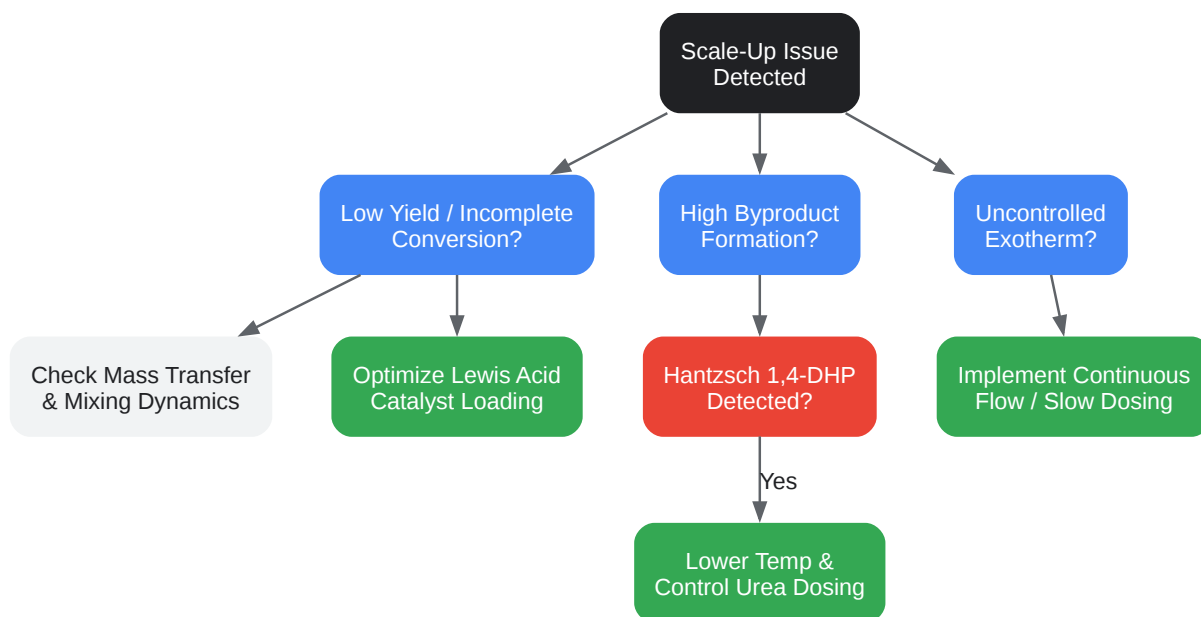 Scale-Up Issue
Detected
Low Yield / Incomplete
Conversion?
High Byproduct
Formation?
Uncontrolled
Exotherm?
Check Mass Transfer
& Mixing Dynamics
Optimize Lewis Acid
Catalyst Loading
Hantzsch 1,4-DHP
Detected?
Implement Continuous
Flow / Slow Dosing
Yes
Lower Temp &
Control Urea Dosing